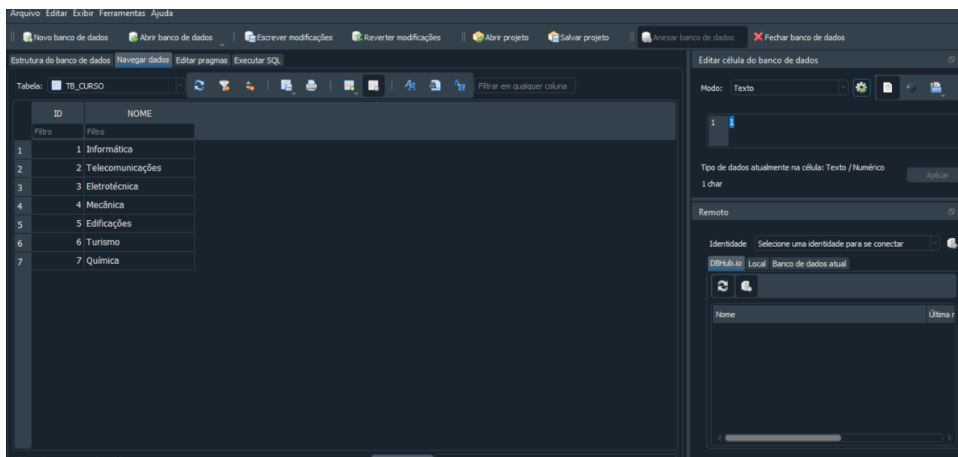 Arquivo Editar Exibir Ferramentas Ajuda
Novo banco de dados Abrir banco de dados Escrever modificações Reverter modificações Abrir projeto Salvar projeto Anexar banco de dados Fechar banco de dados
Estrutura do banco de dados Navegar dados Editar pragmas Executar SQL
Tabela: TB_CURSO Filtrar em qualquer coluna
ID NOME
Filtro Filtro
1 1 Informática
2 2 Telecomunicações
3 3 Eletrotécnica
4 4 Mecânica
5 5 Edificações
6 6 Turismo
7 7 Química
Editar célula do banco de dados
Modo: Texto
1 1
Tipo de dados atualmente na célula: Texto / Numérico
1 char
Aplicar
Remoto
Identidade Selecione uma identidade para se conectar
DBHub.io Local Banco de dados atual
Nome Última